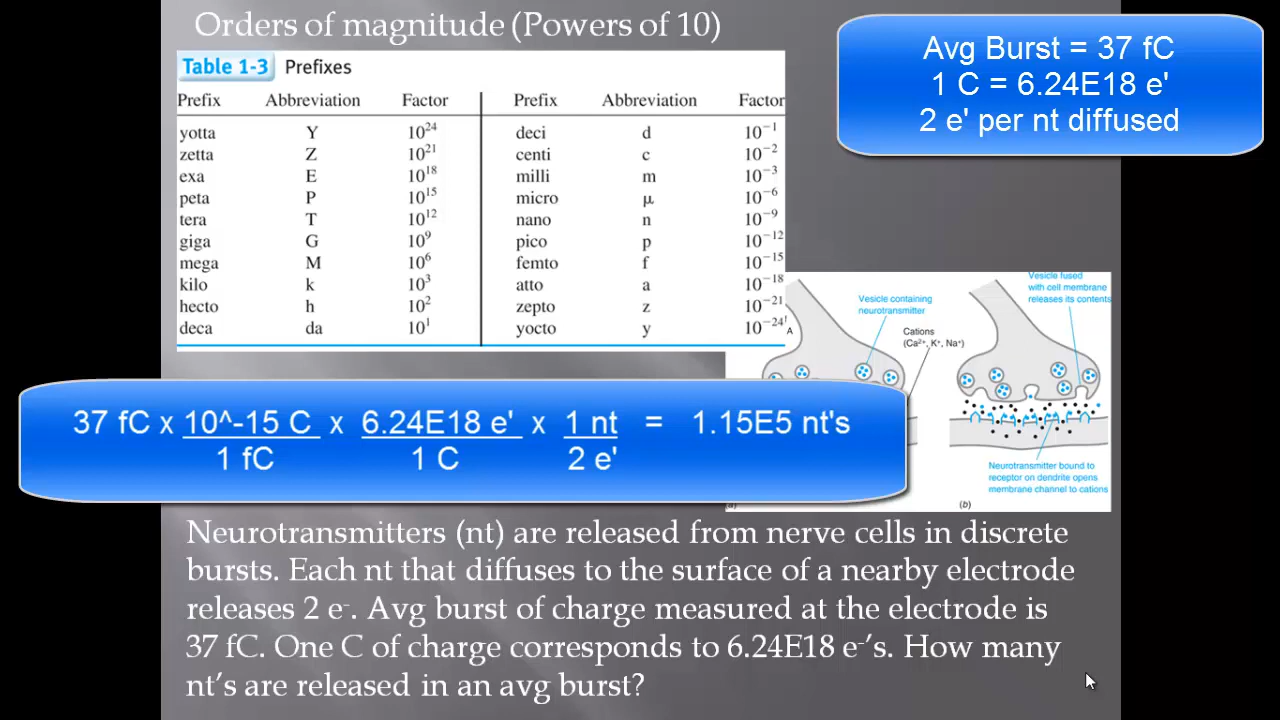 Orders of magnitude (Powers of 10)
Avg Burst = 37 fC
1 C = 6.24E18 e'
2 e' per nt diffused
Table 1-3 Prefixes
Prefix Abbreviation Factor Prefix Abbreviation Factor
yotta Y 10²⁴ deci d 10⁻¹
zetta Z 10²¹ centi c 10⁻²
exa E 10¹⁸ milli m 10⁻³
peta P 10¹⁵ micro μ 10⁻⁶
tera T 10¹² nano n 10⁻⁹
giga G 10⁹ pico p 10⁻¹²
mega M 10⁶ femto f 10⁻¹⁵
kilo k 10³ atto a 10⁻¹⁸
hecto h 10² zepto z 10⁻²¹
deca da 10¹ yocto y 10⁻²⁴
Vesicle containing
neurotransmitter
A
Cations
(Ca²⁺, K⁺, Na⁺)
Vesicle fused
with cell membrane
releases its contents
Neurotransmitter bound to
receptor on dendrite opens
membrane channel to cations
(a) (b)
37 fC x 10^-15 C x 6.24E18 e' x 1 nt = 1.15E5 nt's
1 fC 1 C 2 e'
Neurotransmitters (nt) are released from nerve cells in discrete
bursts. Each nt that diffuses to the surface of a nearby electrode
releases 2 e⁻. Avg burst of charge measured at the electrode is
37 fC. One C of charge corresponds to 6.24E18 e⁻'s. How many
nt's are released in an avg burst?